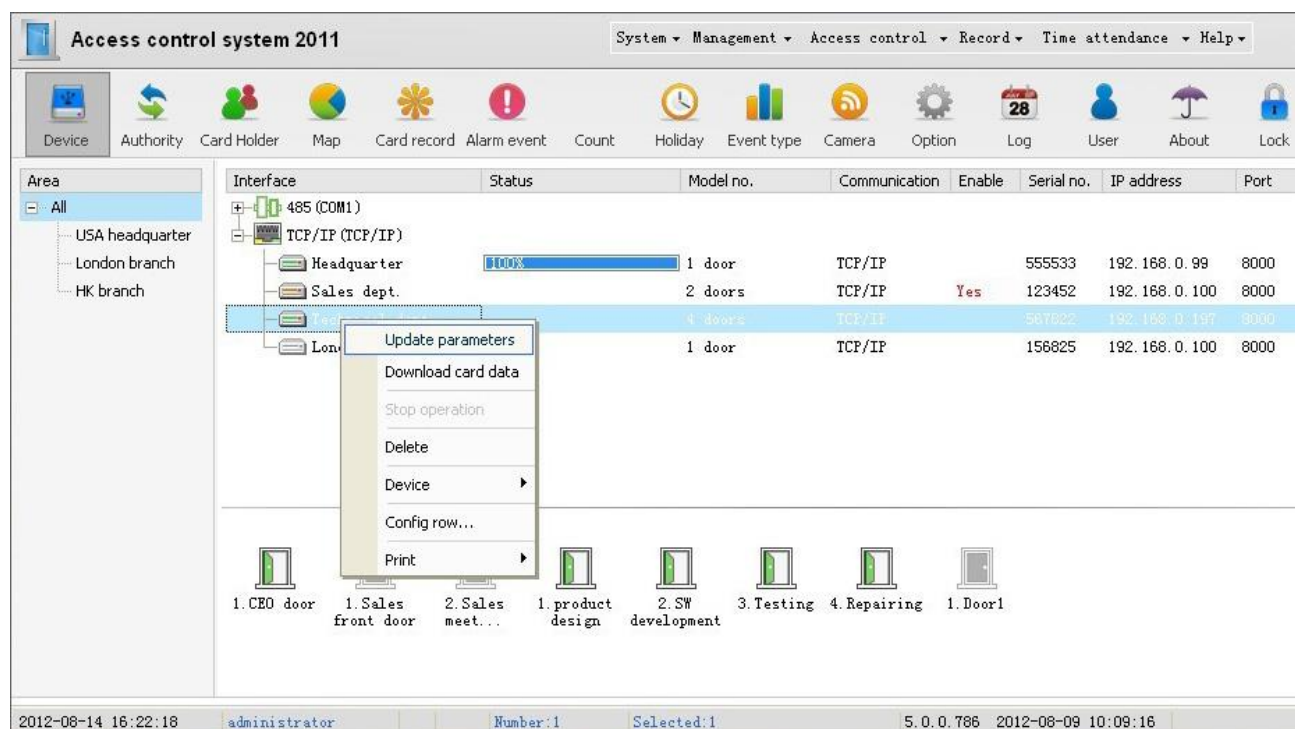 Access control system 2011
System Management Access control Record Time attendance Help
Device Authority Card Holder Map Card record Alarm event Count Holiday Event type Camera Option Log User About Lock
28
Area
All
USA headquarter
London branch
HK branch
Interface Status Model no. Communication Enable Serial no. IP address Port
485 (COM1)
TCP/IP (TCP/IP)
Headquarter 100% 1 door TCP/IP 555533 192.168.0.99 8000
Sales dept. 2 doors TCP/IP Yes 123452 192.168.0.100 8000
4 doors TCP/IP 567822 192.168.0.197 8000
1 door TCP/IP 156825 192.168.0.100 8000
Update parameters
Download card data
Stop operation
Delete
Device
Config row...
Print
1.CEO door
1.Sales front door
2.Sales meet...
1.product design
2.SW development
3.Testing
4.Repairing
1.Door1
2012-08-14 16:22:18 administrator Number:1 Selected:1 5.0.0.786 2012-08-09 10:09:16